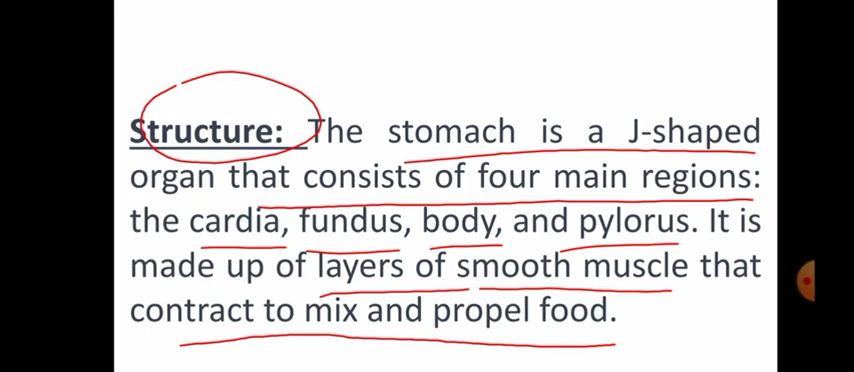 Structure: The stomach is a J-shaped
organ that consists of four main regions:
the cardia, fundus, body, and pylorus. It is
made up of layers of smooth muscle that
contract to mix and propel food.